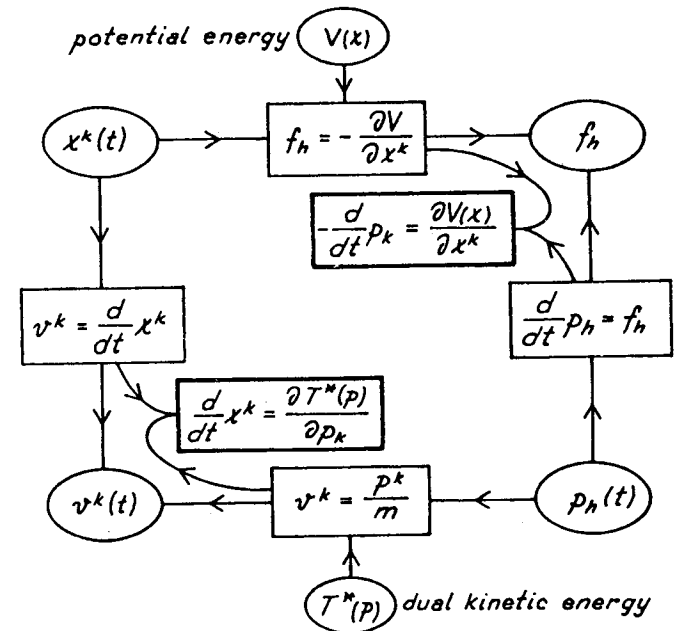 potential energy V(x)
x^k(t)
f_h = - ∂V/∂x^k
f_h
-d/dt p_k = ∂V(x)/∂x^k
v^k = d/dt x^k
d/dt p_h = f_h
d/dt x^k = ∂T*(p)/∂p_k
v^k(t)
v^k = p^k/m
p_h(t)
T*(p) dual kinetic energy